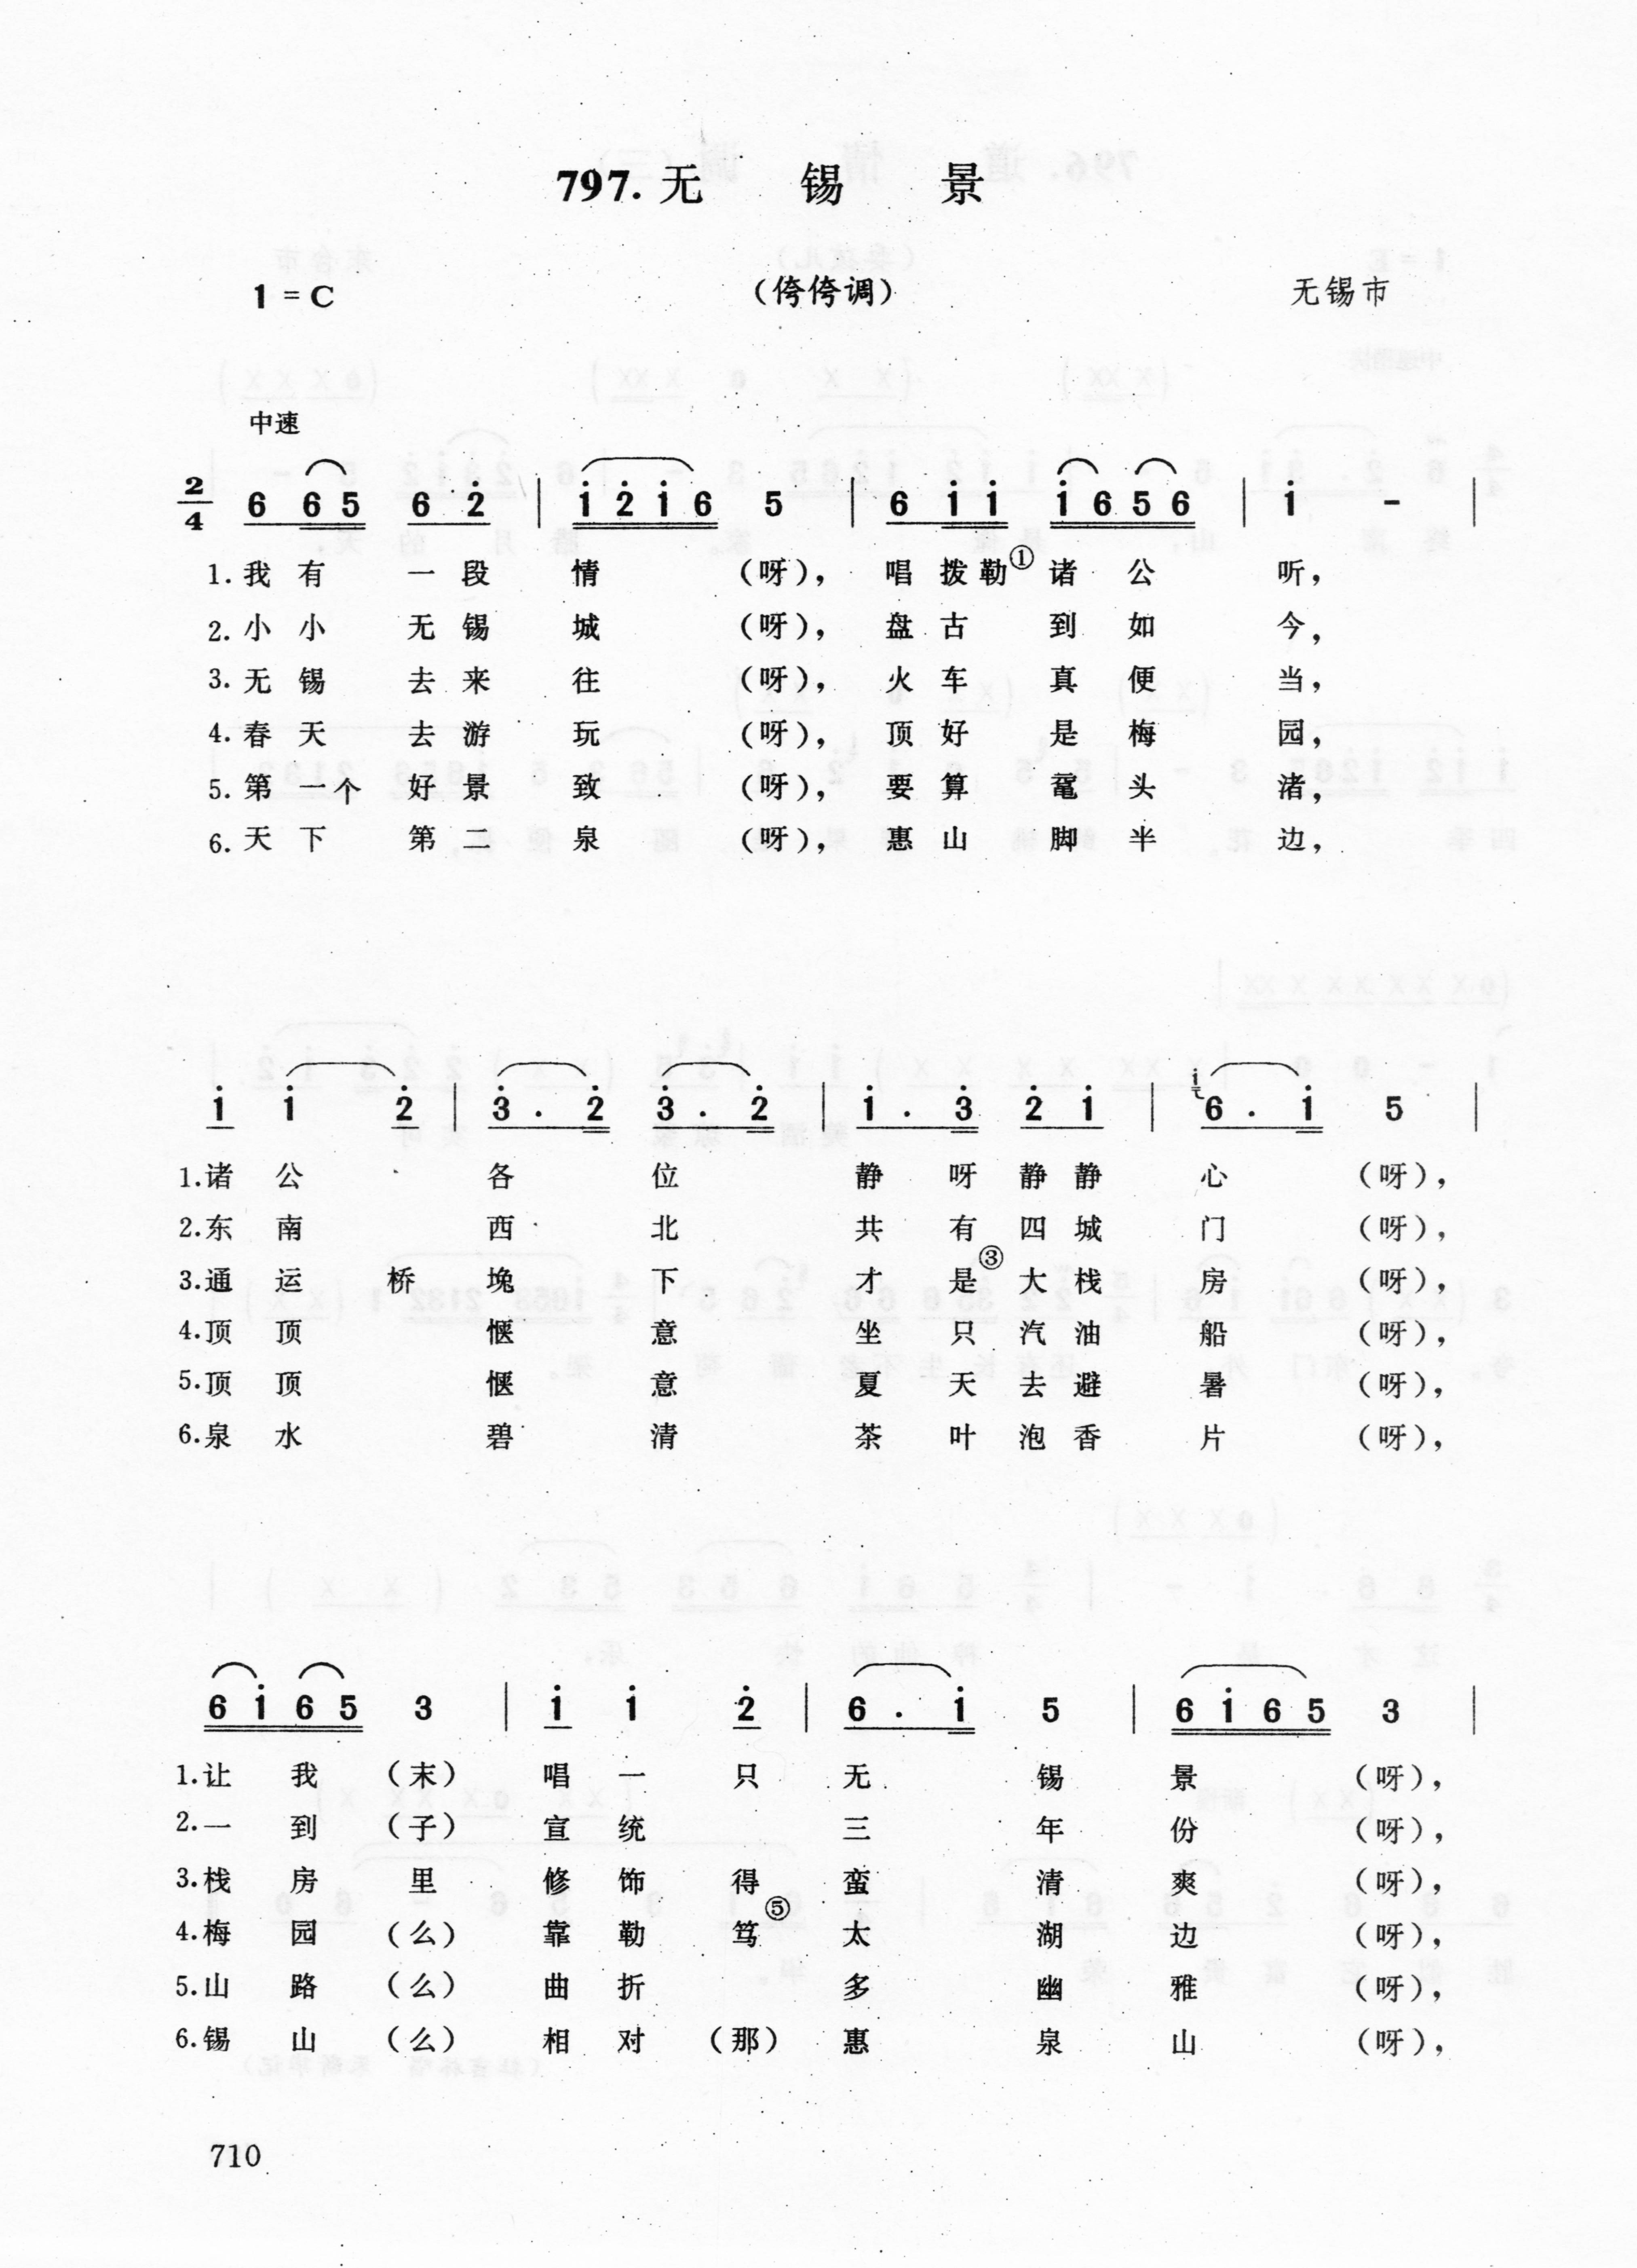 797. 无锡景
1=C (侉侉调) 无锡市
中速
2/4 6 65 6 2̇ | 1̇2̇1̇6 5 | 6 1̇1̇ 1̇656 | 1̇ - |
1. 我有一段情(呀),唱拨勒①诸公听,
2. 小小无锡城(呀),盘古到如今,
3. 无锡去来往(呀),火车真便当,
4. 春天去游玩(呀),顶好是梅园,
5. 第一个好景致(呀),要算鼋头渚,
6. 天下第二泉(呀),惠山脚半边,
1̇ 1̇ 2̇ | 3̇. 2̇ 3̇. 2̇ | 1̇. 3̇ 2̇ 1̇ | 1̇ 6. 1̇ 5 |
1.诸公各位静呀静静心(呀),
2.东南西北共有四城门(呀),
3.通运桥堍下才是③大栈房(呀),
4.顶顶惬意坐只汽油船(呀),
5.顶顶惬意夏天去避暑(呀),
6.泉水碧清茶叶泡香片(呀),
61̇65 3 | 1̇ 1̇ 2̇ | 6. 1̇ 5 | 61̇65 3 |
1.让我(末)唱一只无锡景(呀),
2.一到(子)宣统三年份(呀),
3.栈房里修饰得蛮清爽(呀),
4.梅园(么)靠勒笃⑤太湖边(呀),
5.山路(么)曲折多幽雅(呀),
6.锡山(么)相对(那)惠泉山(呀),
710